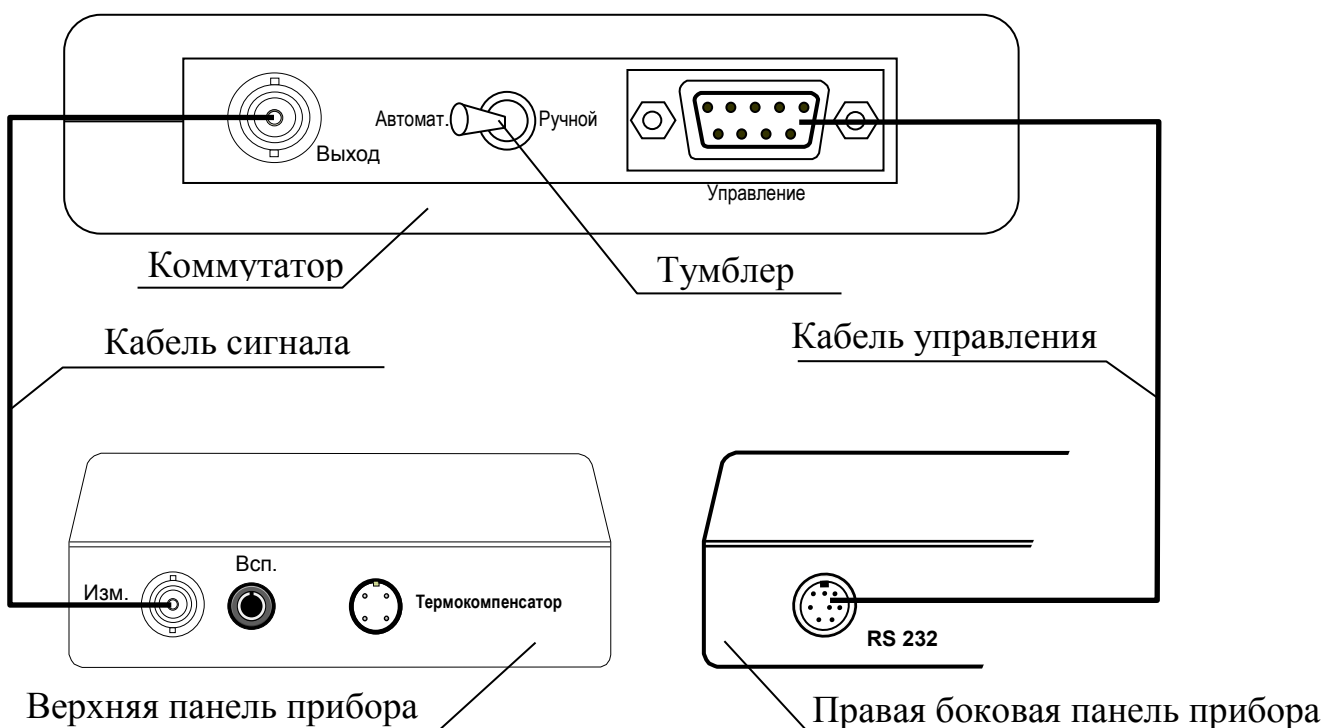 Автомат.
Ручной
Выход
Управление
Коммутатор
Тумблер
Кабель сигнала
Кабель управления
Изм.
Всп.
Термокомпенсатор
RS 232
Верхняя панель прибора
Правая боковая панель прибора